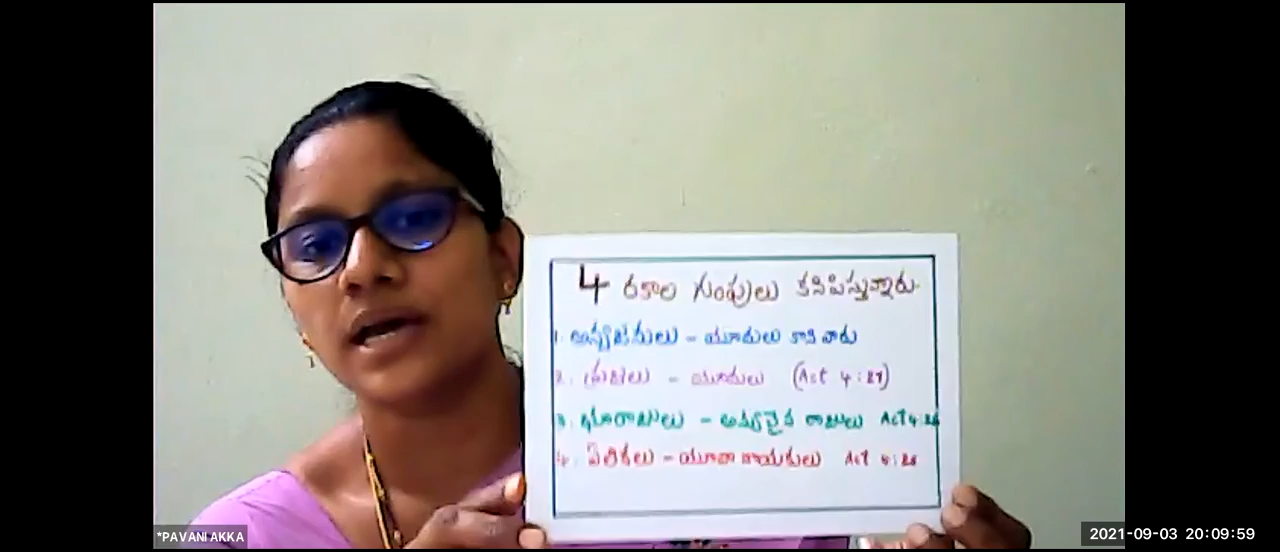 4 రకాల గుంపులు కనిపిస్తున్నారు.
1. అన్యజనులు - యూదులు కాని వారు
2. ప్రజలు - యూదులు (Act 4:27)
3. భూరాజులు - అన్యులైన రాజులు Act 4:26
4. ఏలికలు - యూదా నాయకులు Act 4:26
*PAVANI AKKA
2021-09-03 20:09:59